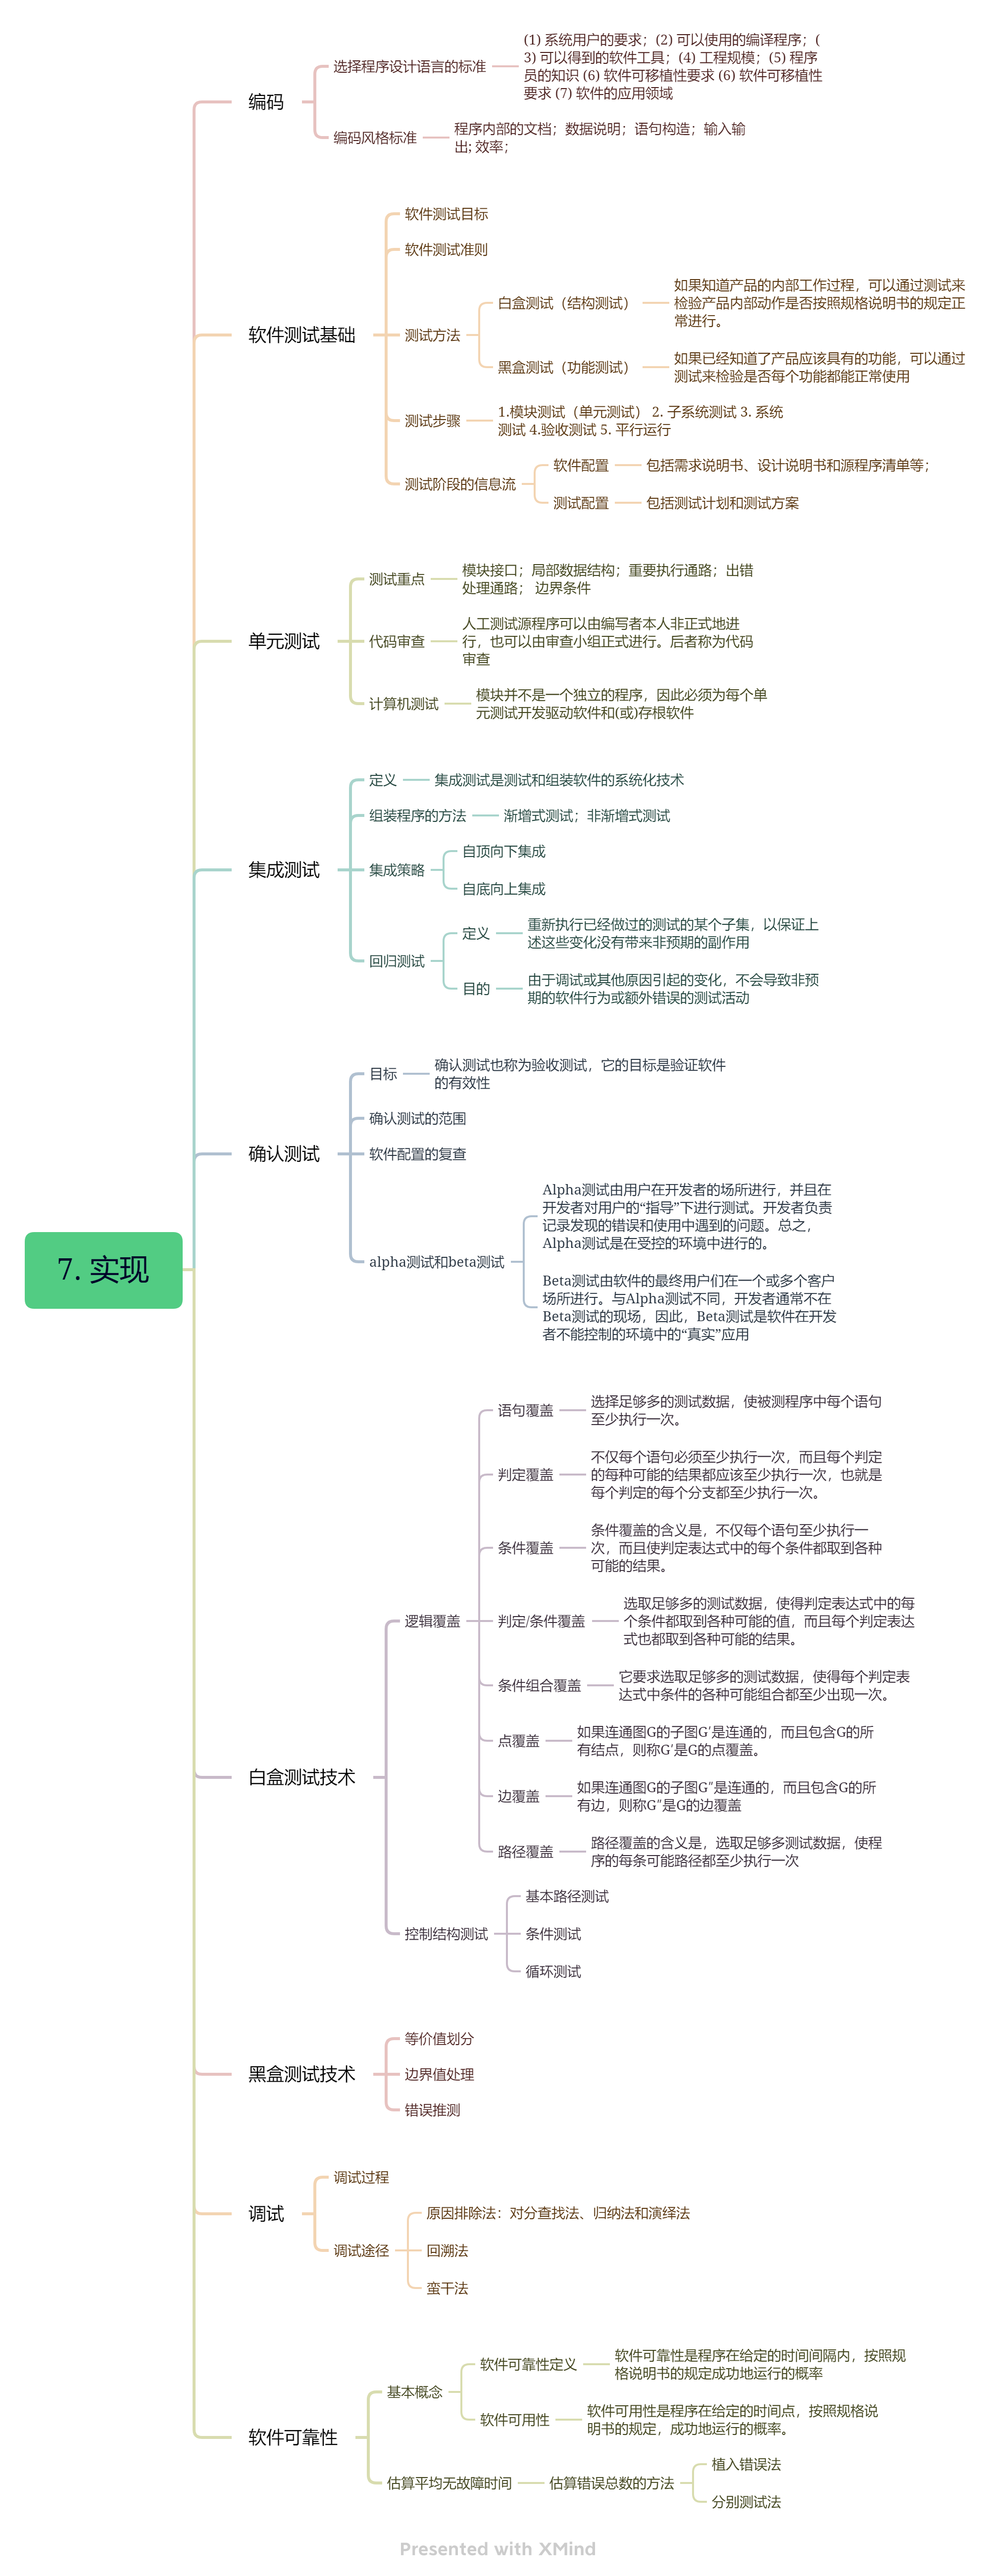 7. 实现
编码
选择程序设计语言的标准
(1) 系统用户的要求；(2) 可以使用的编译程序；(
3) 可以得到的软件工具；(4) 工程规模；(5) 程序
员的知识 (6) 软件可移植性要求 (6) 软件可移植性
要求 (7) 软件的应用领域
编码风格标准
程序内部的文档；数据说明；语句构造；输入输
出; 效率；
软件测试基础
软件测试目标
软件测试准则
测试方法
白盒测试（结构测试）
如果知道产品的内部工作过程，可以通过测试来
检验产品内部动作是否按照规格说明书的规定正
常进行。
黑盒测试（功能测试）
如果已经知道了产品应该具有的功能，可以通过
测试来检验是否每个功能都能正常使用
测试步骤
1.模块测试（单元测试） 2. 子系统测试 3. 系统
测试 4.验收测试 5. 平行运行
测试阶段的信息流
软件配置
包括需求说明书、设计说明书和源程序清单等；
测试配置
包括测试计划和测试方案
单元测试
测试重点
模块接口；局部数据结构；重要执行通路；出错
处理通路； 边界条件
代码审查
人工测试源程序可以由编写者本人非正式地进
行，也可以由审查小组正式进行。后者称为代码
审查
计算机测试
模块并不是一个独立的程序，因此必须为每个单
元测试开发驱动软件和(或)存根软件
集成测试
定义
集成测试是测试和组装软件的系统化技术
组装程序的方法
渐增式测试；非渐增式测试
集成策略
自顶向下集成
自底向上集成
回归测试
定义
重新执行已经做过的测试的某个子集，以保证上
述这些变化没有带来非预期的副作用
目的
由于调试或其他原因引起的变化，不会导致非预
期的软件行为或额外错误的测试活动
确认测试
目标
确认测试也称为验收测试，它的目标是验证软件
的有效性
确认测试的范围
软件配置的复查
alpha测试和beta测试
Alpha测试由用户在开发者的场所进行，并且在
开发者对用户的“指导”下进行测试。开发者负责
记录发现的错误和使用中遇到的问题。总之，
Alpha测试是在受控的环境中进行的。
Beta测试由软件的最终用户们在一个或多个客户
场所进行。与Alpha测试不同，开发者通常不在
Beta测试的现场，因此，Beta测试是软件在开发
者不能控制的环境中的“真实”应用
白盒测试技术
逻辑覆盖
语句覆盖
选择足够多的测试数据，使被测程序中每个语句
至少执行一次。
判定覆盖
不仅每个语句必须至少执行一次，而且每个判定
的每种可能的结果都应该至少执行一次，也就是
每个判定的每个分支都至少执行一次。
条件覆盖
条件覆盖的含义是，不仅每个语句至少执行一
次，而且使判定表达式中的每个条件都取到各种
可能的结果。
判定/条件覆盖
选取足够多的测试数据，使得判定表达式中的每
个条件都取到各种可能的值，而且每个判定表达
式也都取到各种可能的结果。
条件组合覆盖
它要求选取足够多的测试数据，使得每个判定表
达式中条件的各种可能组合都至少出现一次。
点覆盖
如果连通图G的子图G′是连通的，而且包含G的所
有结点，则称G′是G的点覆盖。
边覆盖
如果连通图G的子图G″是连通的，而且包含G的所
有边，则称G″是G的边覆盖
路径覆盖
路径覆盖的含义是，选取足够多测试数据，使程
序的每条可能路径都至少执行一次
控制结构测试
基本路径测试
条件测试
循环测试
黑盒测试技术
等价值划分
边界值处理
错误推测
调试
调试过程
调试途径
原因排除法：对分查找法、归纳法和演绎法
回溯法
蛮干法
软件可靠性
基本概念
软件可靠性定义
软件可靠性是程序在给定的时间间隔内，按照规
格说明书的规定成功地运行的概率
软件可用性
软件可用性是程序在给定的时间点，按照规格说
明书的规定，成功地运行的概率。
估算平均无故障时间
估算错误总数的方法
植入错误法
分别测试法
Presented with XMind